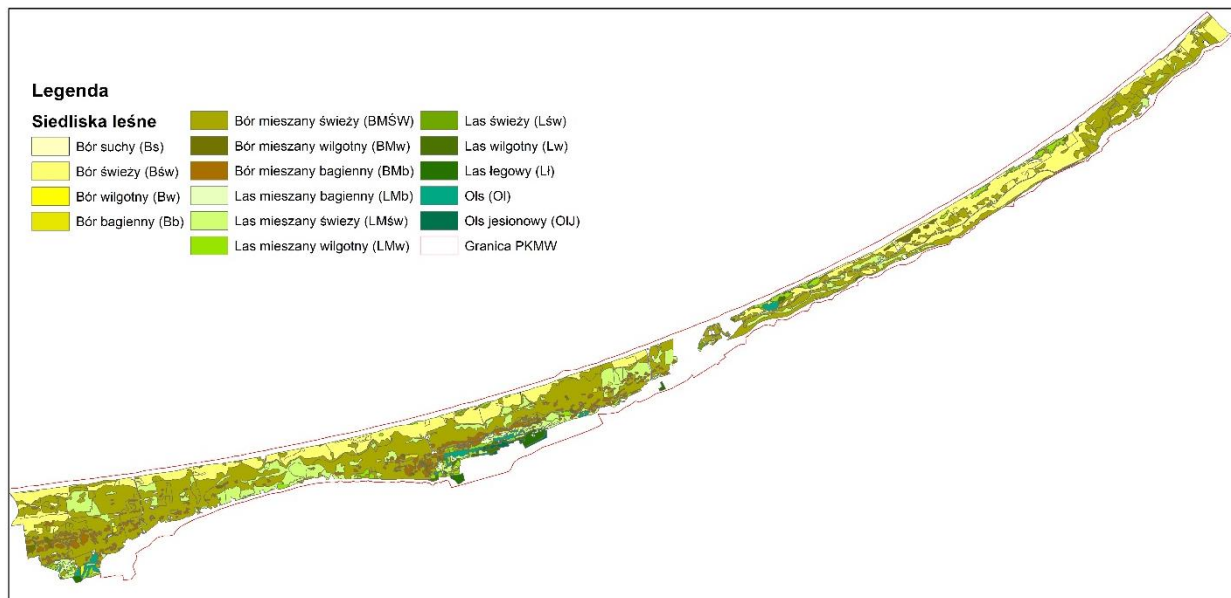 Legenda
Siedliska leśne
Bór suchy (Bs)
Bór świeży (Bśw)
Bór wilgotny (Bw)
Bór bagienny (Bb)
Bór mieszany świeży (BMŚW)
Bór mieszany wilgotny (BMw)
Bór mieszany bagienny (BMb)
Las mieszany bagienny (LMb)
Las mieszany świezy (LMśw)
Las mieszany wilgotny (LMw)
Las świeży (Lśw)
Las wilgotny (Lw)
Las łęgowy (Lł)
Ols (Ol)
Ols jesionowy (OlJ)
Granica PKMW